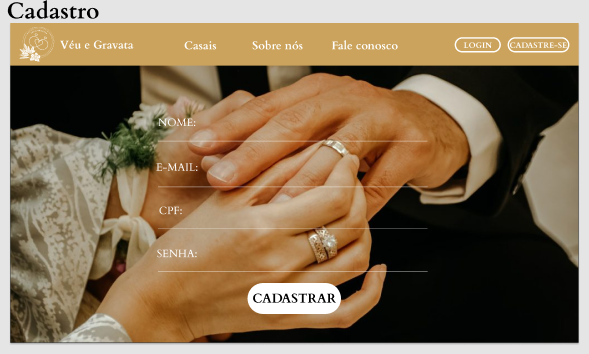 Cadastro
Véu e Gravata
Casais
Sobre nós
Fale conosco
LOGIN
CADASTRE-SE
NOME:
E-MAIL:
CPF:
SENHA:
CADASTRAR